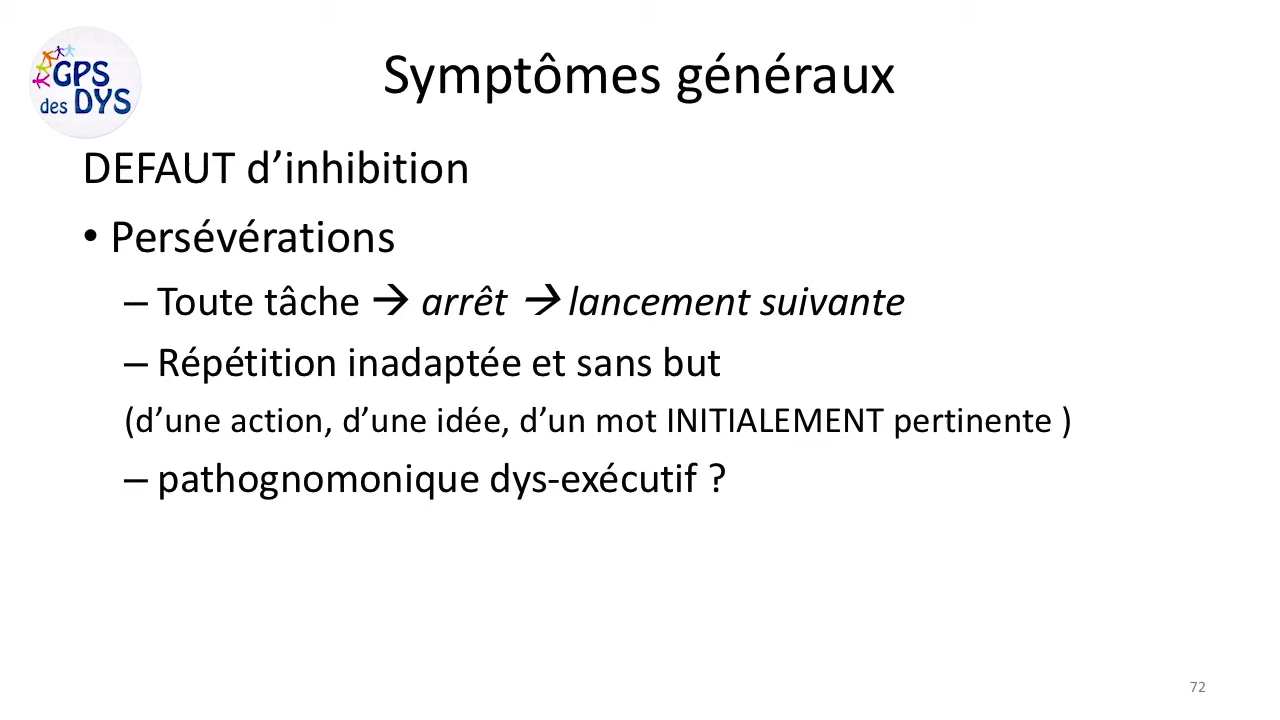 GPS
des DYS
Symptômes généraux
DEFAUT d’inhibition
• Persévérations
– Toute tâche → arrêt → lancement suivante
– Répétition inadaptée et sans but
(d’une action, d’une idée, d’un mot INITIALEMENT pertinente )
– pathognomonique dys-exécutif ?
72